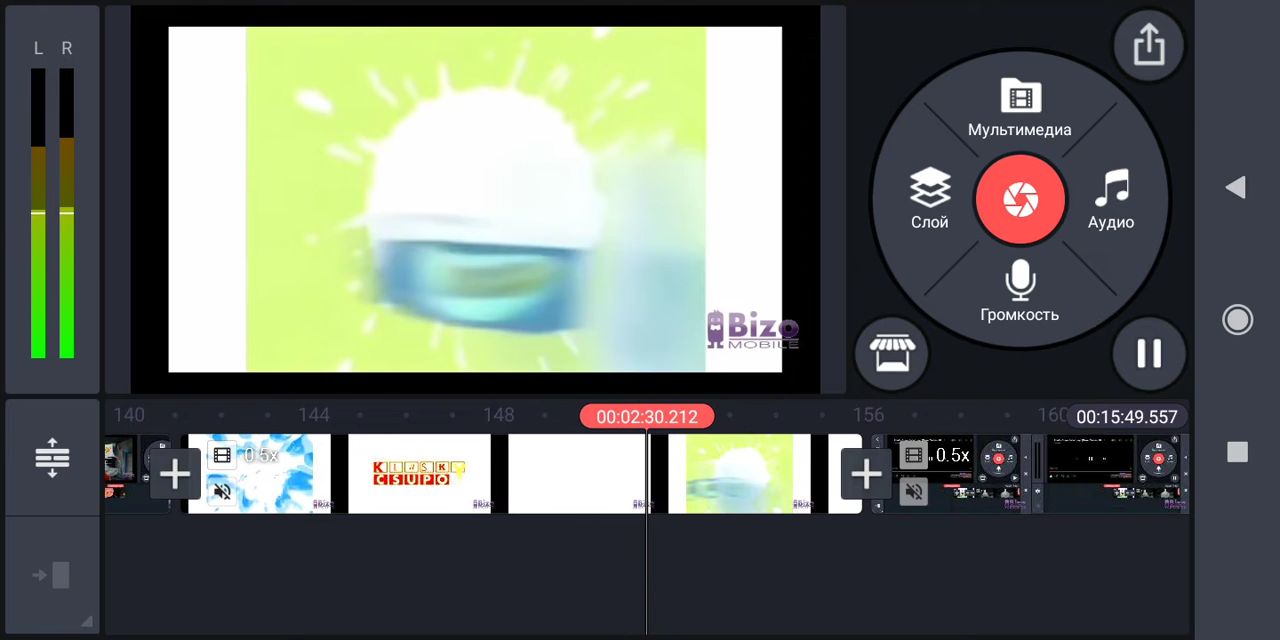 L R
Мультимедиа
Слой
Аудио
Громкость
Bizo
MOBILE
140
144
148
00:02:30.212
156
160
00:15:49.557
0.5x
KLASKY
CSUPO
0.5x